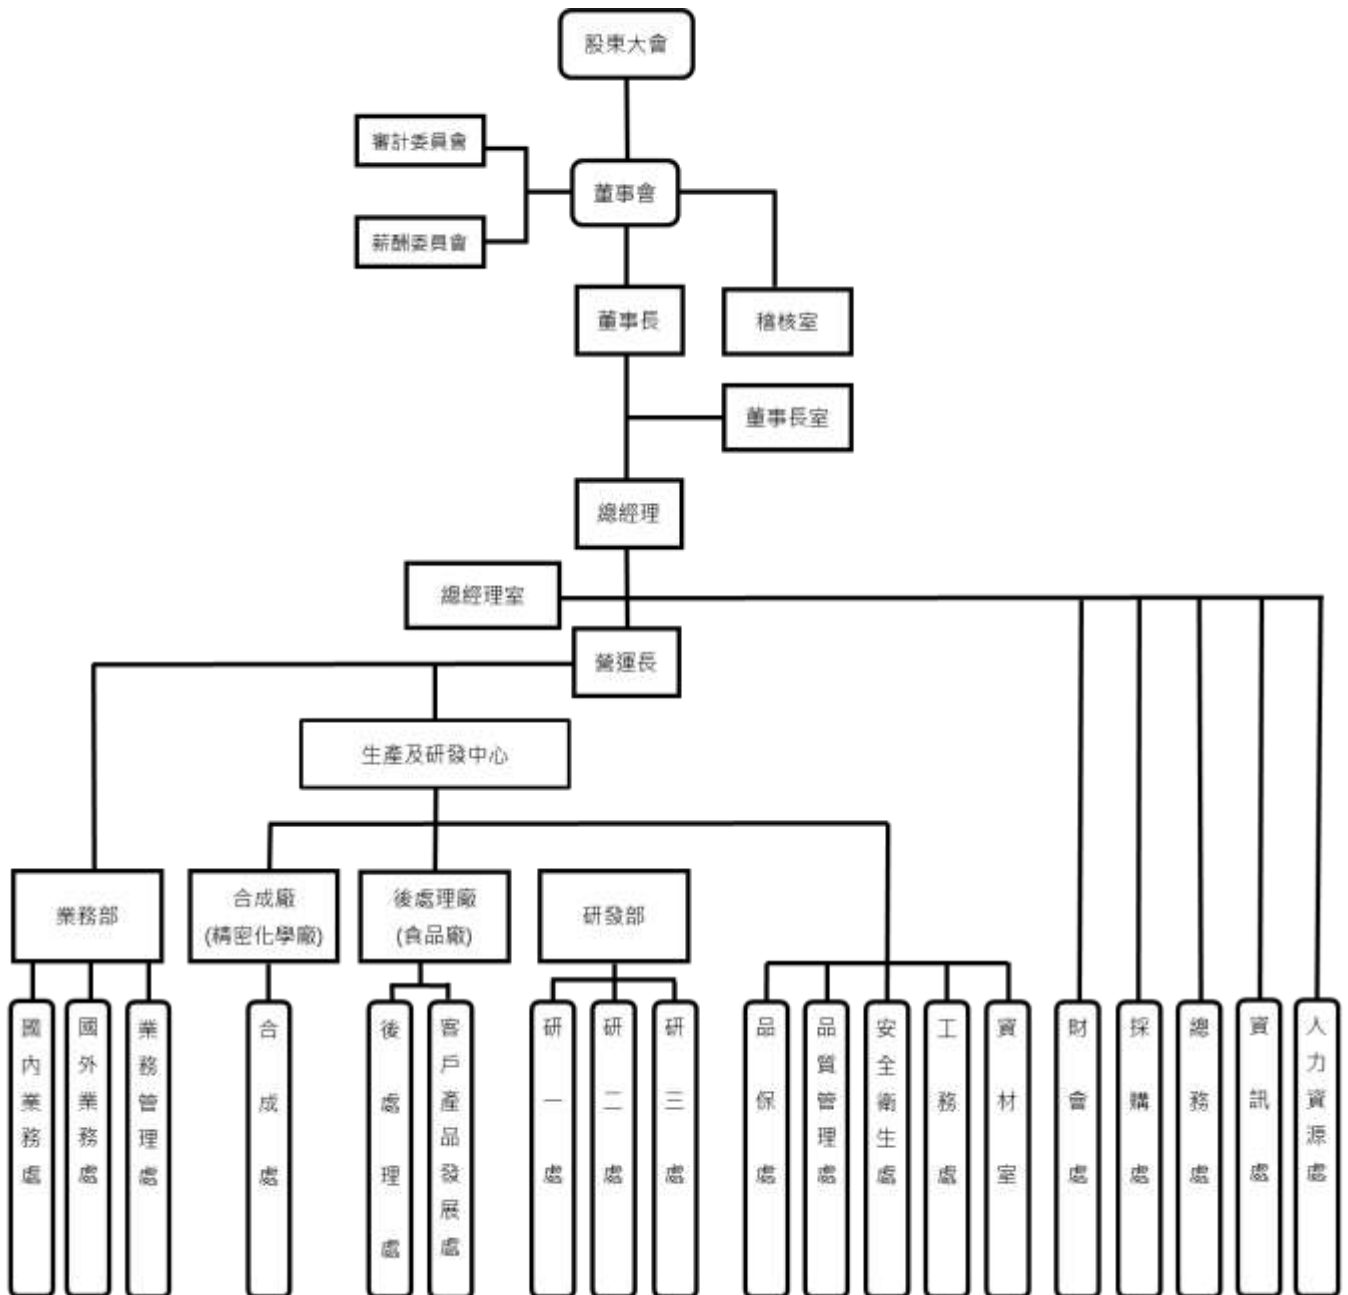 股東大會
審計委員會
董事會
薪酬委員會
董事長
稽核室
董事長室
總經理
總經理室
營運長
生產及研發中心
業務部
合成廠
(精密化學廠)
後處理廠
(食品廠)
研發部
國內業務處
國外業務處
業務管理處
合成處
後處理處
客戶產品發展處
研一處
研二處
研三處
品保處
品質管理處
安全衛生處
工務處
資材室
財會處
採購處
總務處
資訊處
人力資源處